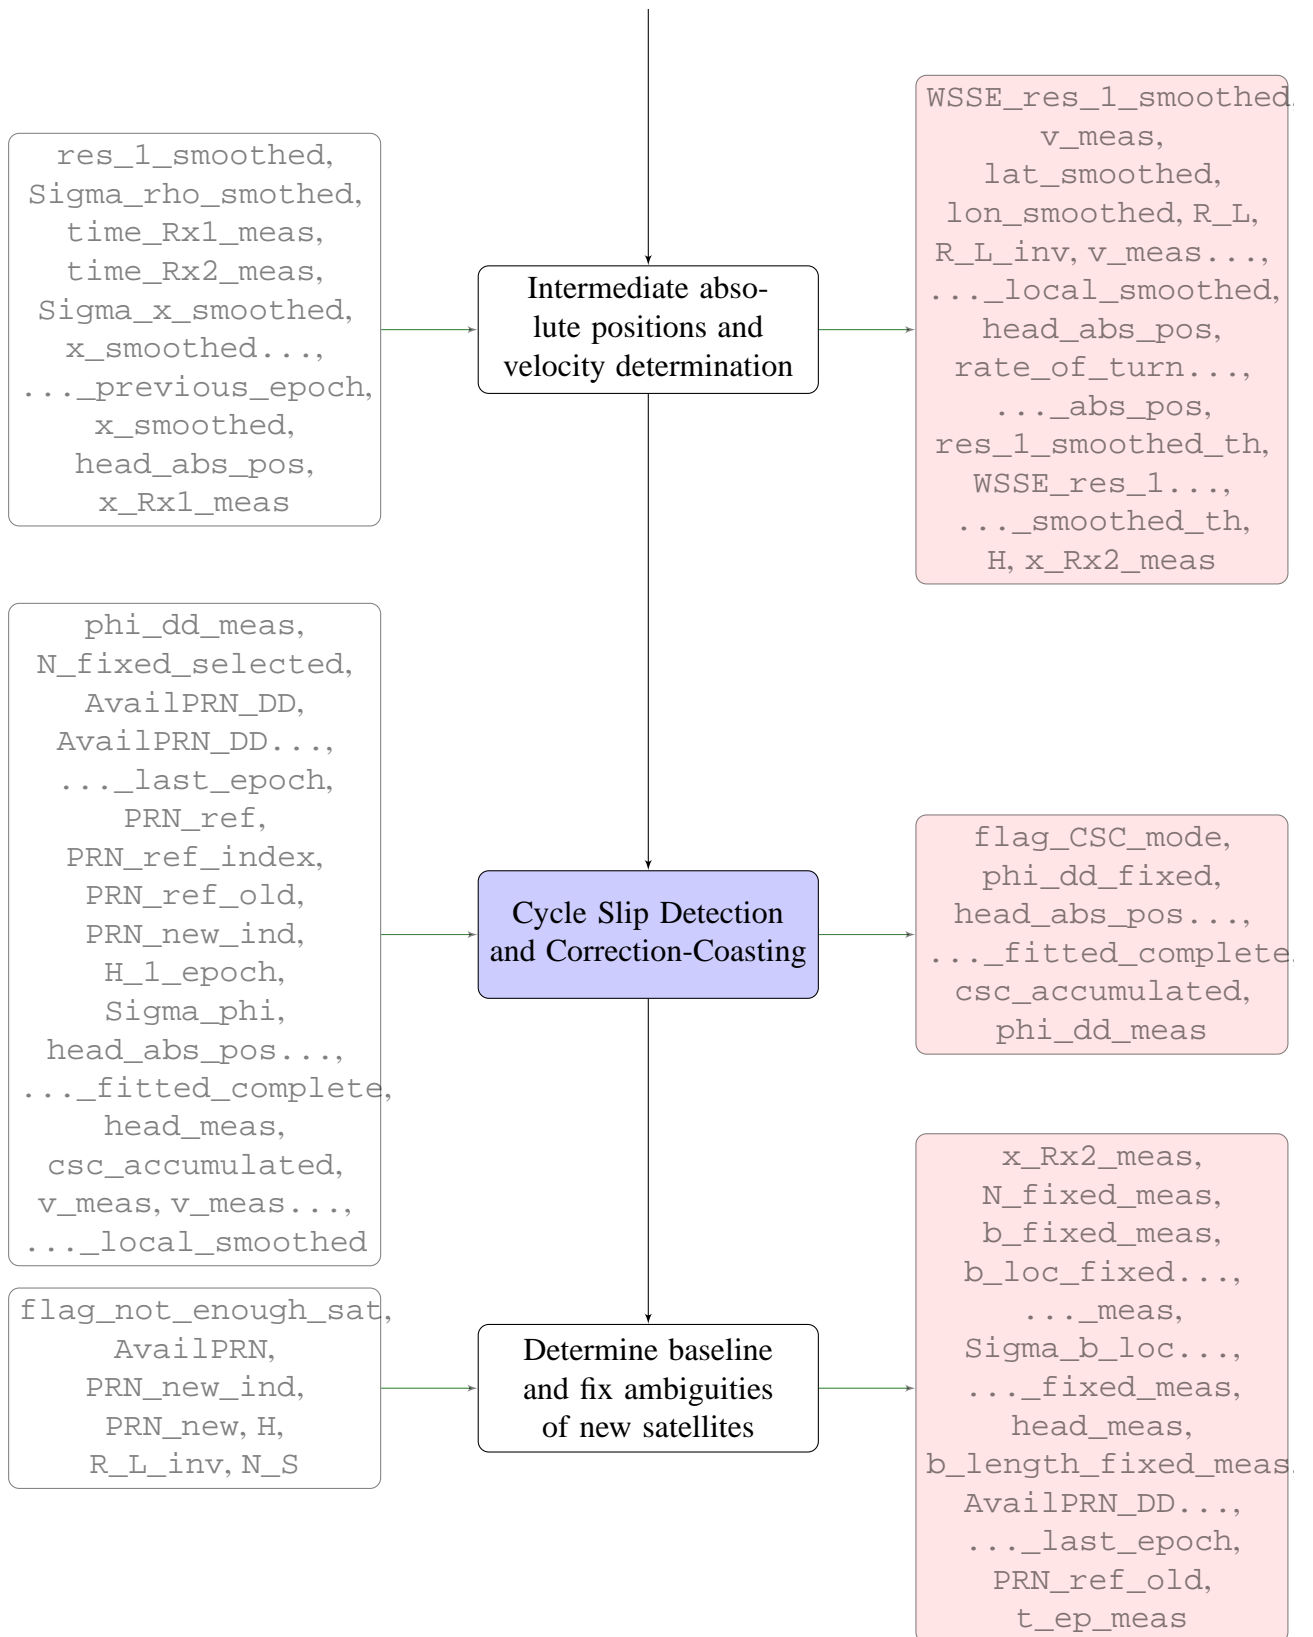 res_1_smoothed,
Sigma_rho_smothed,
time_Rx1_meas,
time_Rx2_meas,
Sigma_x_smoothed,
x_smoothed...,
..._previous_epoch,
x_smoothed,
head_abs_pos,
x_Rx1_meas
Intermediate abso-
lute positions and
velocity determination
WSSE_res_1_smoothed,
v_meas,
lat_smoothed,
lon_smoothed, R_L,
R_L_inv, v_meas...,
..._local_smoothed,
head_abs_pos,
rate_of_turn...,
..._abs_pos,
res_1_smoothed_th,
WSSE_res_1...,
..._smoothed_th,
H, x_Rx2_meas
phi_dd_meas,
N_fixed_selected,
AvailPRN_DD,
AvailPRN_DD...,
..._last_epoch,
PRN_ref,
PRN_ref_index,
PRN_ref_old,
PRN_new_ind,
H_1_epoch,
Sigma_phi,
head_abs_pos...,
..._fitted_complete,
head_meas,
csc_accumulated,
v_meas, v_meas...,
..._local_smoothed
Cycle Slip Detection
and Correction-Coasting
flag_CSC_mode,
phi_dd_fixed,
head_abs_pos...,
..._fitted_complete,
csc_accumulated,
phi_dd_meas
flag_not_enough_sat,
AvailPRN,
PRN_new_ind,
PRN_new, H,
R_L_inv, N_S
Determine baseline
and fix ambiguities
of new satellites
x_Rx2_meas,
N_fixed_meas,
b_fixed_meas,
b_loc_fixed...,
..._meas,
Sigma_b_loc...,
..._fixed_meas,
head_meas,
b_length_fixed_meas,
AvailPRN_DD...,
..._last_epoch,
PRN_ref_old,
t_ep_meas